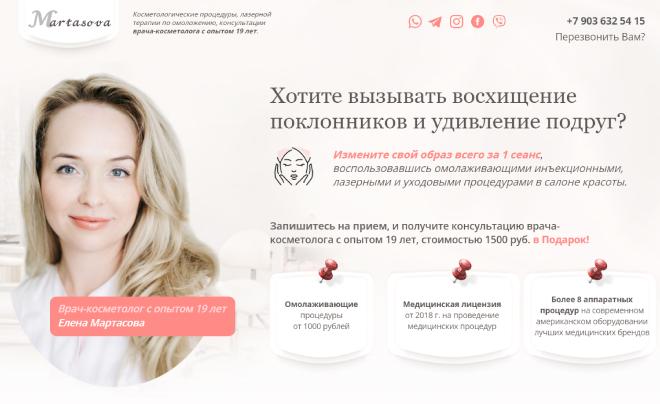 Martasova
Косметологические процедуры, лазерной
терапии по омоложению, консультации
врача-косметолога с опытом 19 лет.
+7 903 632 54 15
Перезвонить Вам?
Хотите вызывать восхищение
поклонников и удивление подруг?
Измените свой образ всего за 1 сеанс,
воспользовавшись омолаживающими инъекционными,
лазерными и уходовыми процедурами в салоне красоты.
Запишитесь на прием, и получите консультацию врача-
косметолога с опытом 19 лет, стоимостью 1500 руб. в Подарок!
Врач-косметолог с опытом 19 лет
Елена Мартасова
Омолаживающие
процедуры
от 1000 рублей
Медицинская лицензия
от 2018 г. на проведение
медицинских процедур
Более 8 аппаратных
процедур на современном
американском оборудовании
лучших медицинских брендов